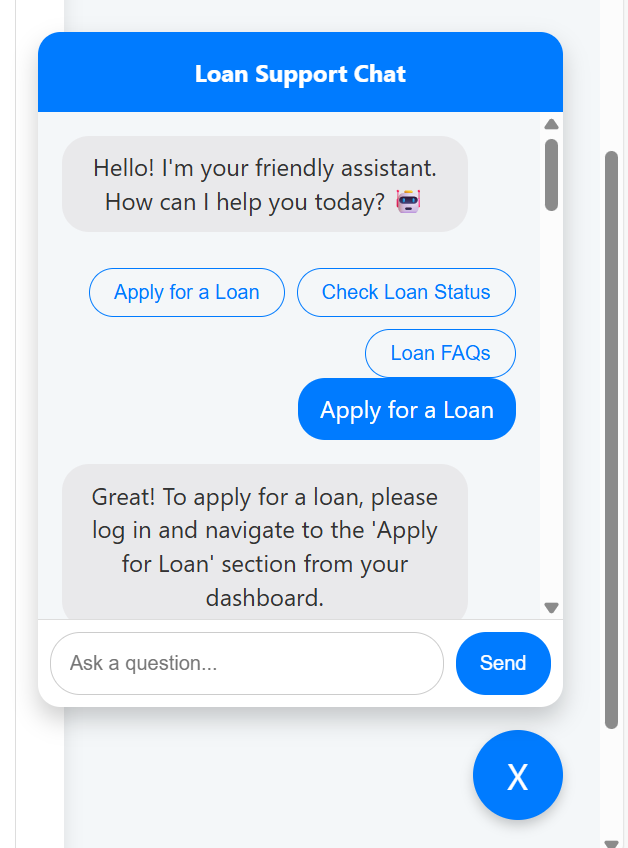 Loan Support Chat
Hello! I'm your friendly assistant.
How can I help you today?
Apply for a Loan
Check Loan Status
Loan FAQs
Apply for a Loan
Great! To apply for a loan, please
log in and navigate to the 'Apply
for Loan' section from your
dashboard.
Ask a question...
Send
X